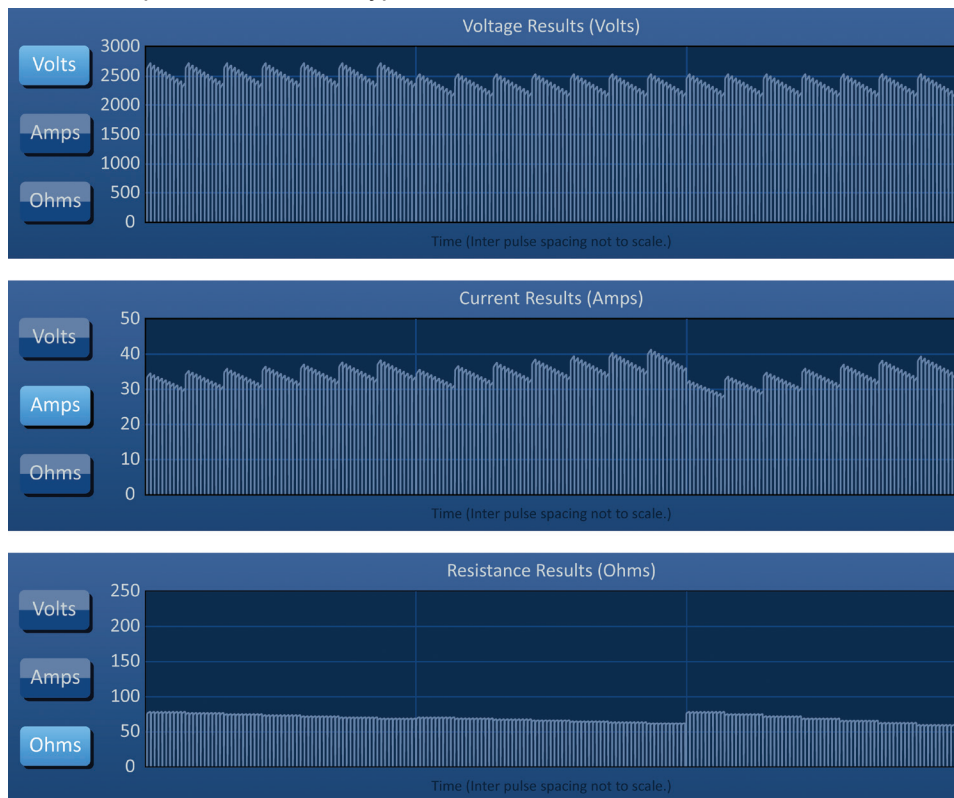 Voltage Results (Volts)
Volts
Amps
Ohms
3000
2500
2000
1500
1000
500
0
Time (Inter pulse spacing not to scale.)
Current Results (Amps)
Volts
Amps
Ohms
50
40
30
20
10
0
Time (Inter pulse spacing not to scale.)
Resistance Results (Ohms)
Volts
Amps
Ohms
250
200
150
100
50
0
Time (Inter pulse spacing not to scale.)